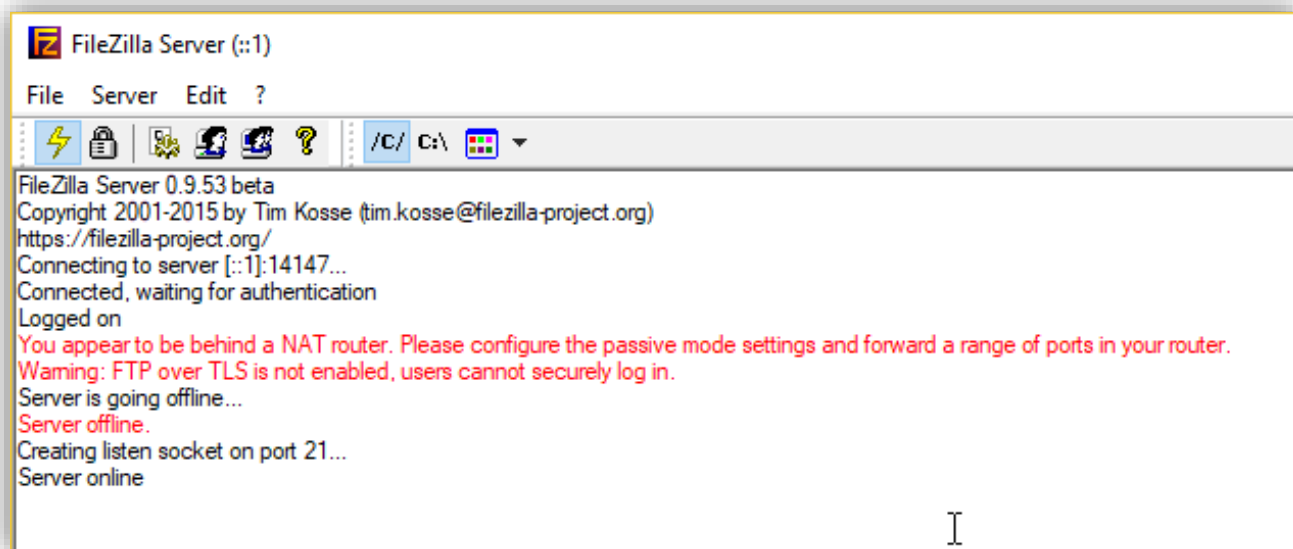 FileZilla Server (::1)
File Server Edit ?
/C/ C:\
FileZilla Server 0.9.53 beta
Copyright 2001-2015 by Tim Kosse (tim.kosse@filezilla-project.org)
https://filezilla-project.org/
Connecting to server [::1]:14147...
Connected, waiting for authentication
Logged on
You appear to be behind a NAT router. Please configure the passive mode settings and forward a range of ports in your router.
Warning: FTP over TLS is not enabled, users cannot securely log in.
Server is going offline...
Server offline.
Creating listen socket on port 21...
Server online